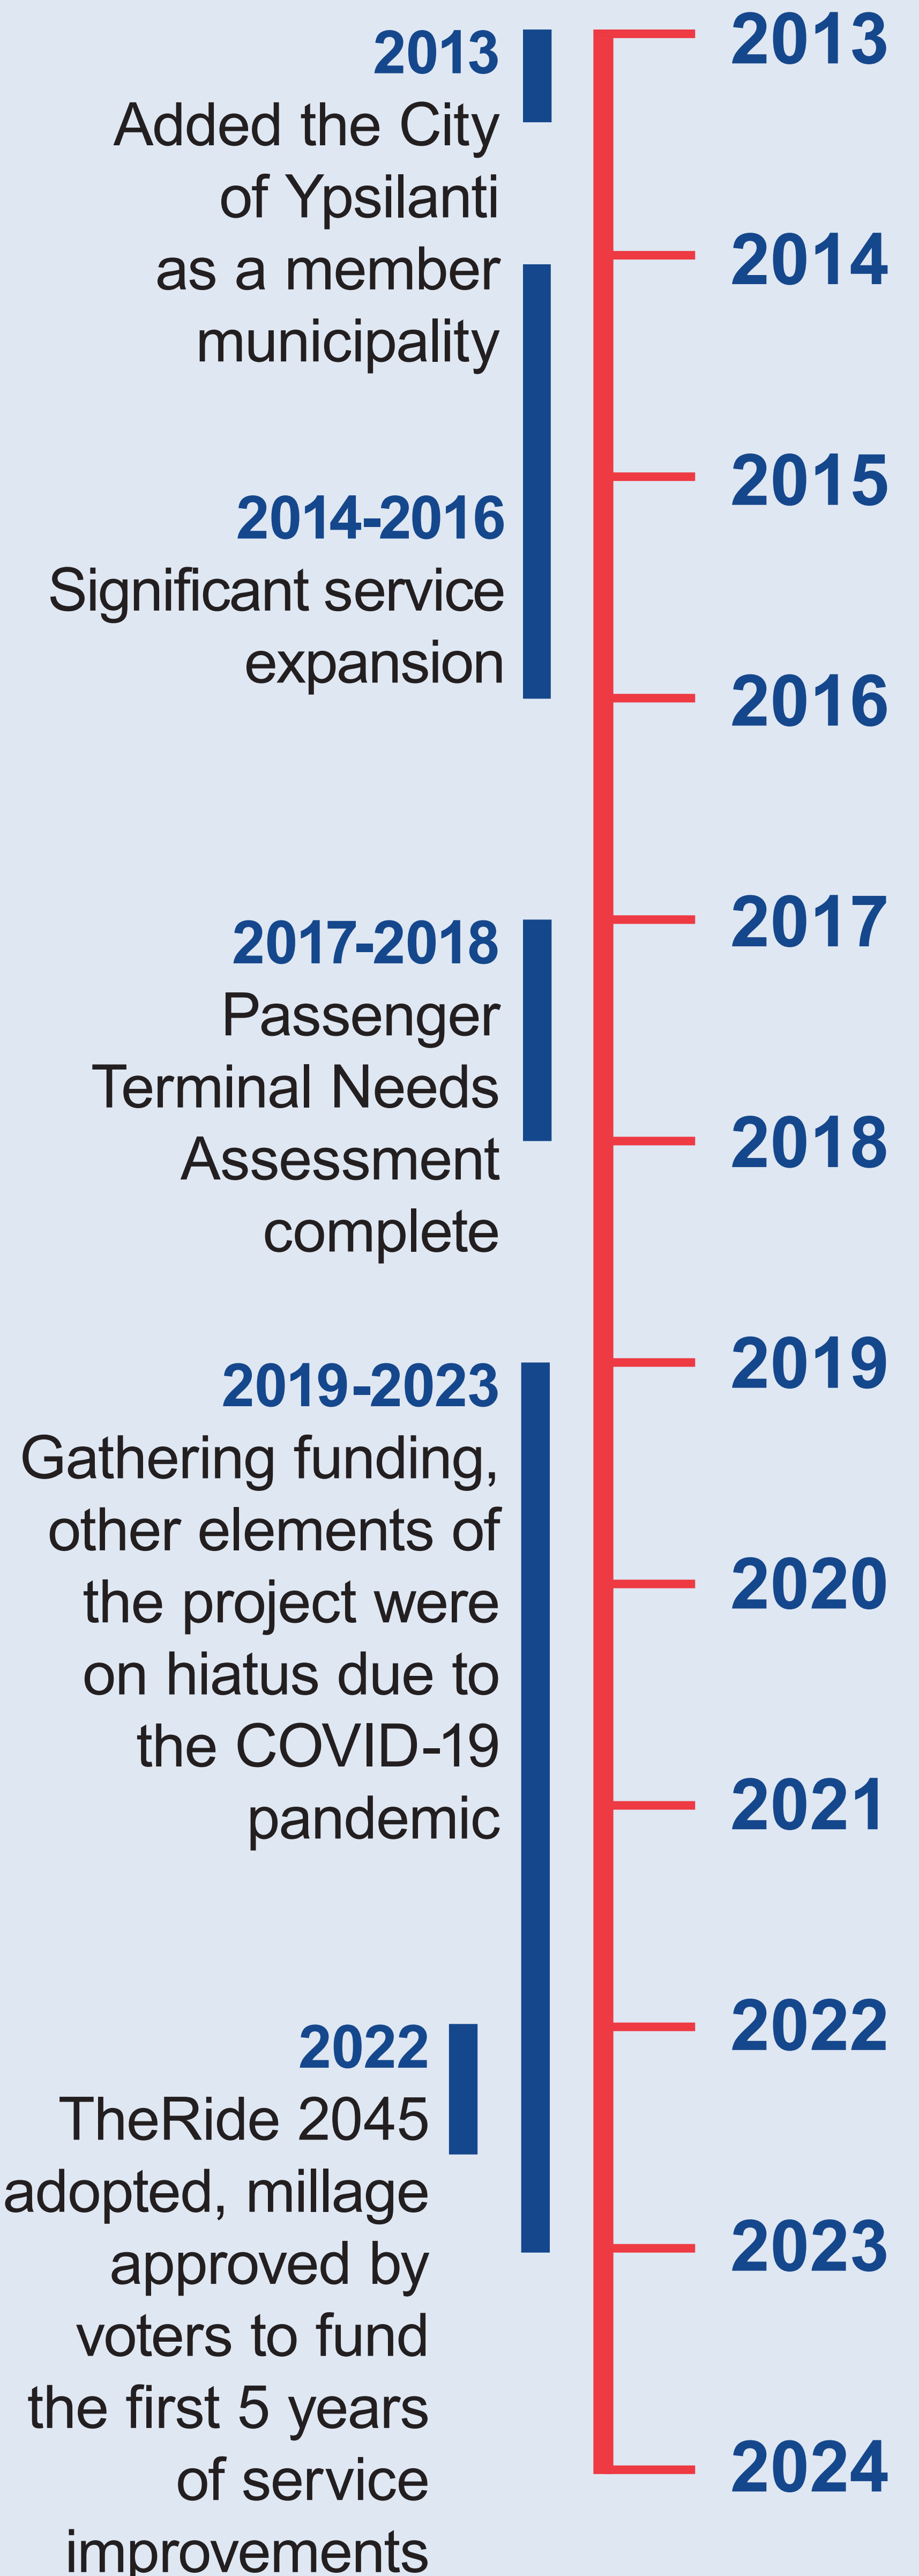 2013
Added the City
of Ypsilanti
as a member
municipality
2014-2016
Significant service
expansion
2017-2018
Passenger
Terminal Needs
Assessment
complete
2019-2023
Gathering funding,
other elements of
the project were
on hiatus due to
the COVID-19
pandemic
2022
TheRide 2045
adopted, millage
approved by
voters to fund
the first 5 years
of service
improvements
2013
2014
2015
2016
2017
2018
2019
2020
2021
2022
2023
2024